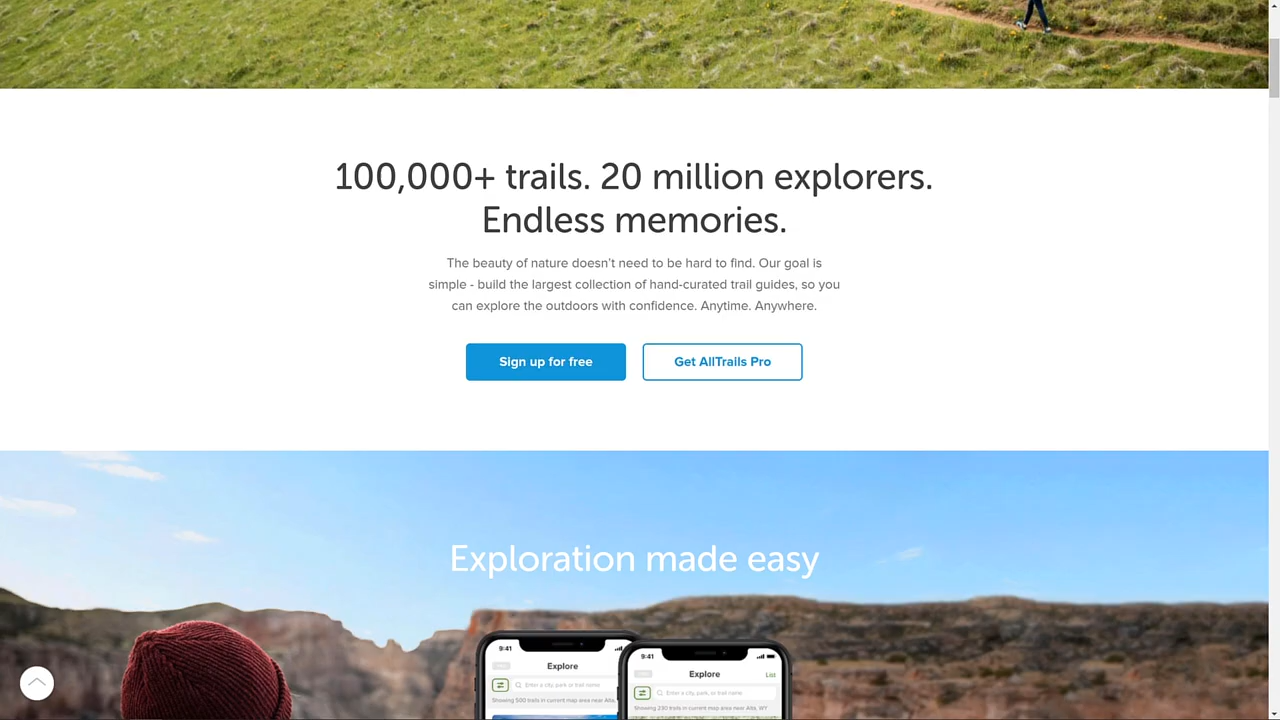 100,000+ trails. 20 million explorers.
Endless memories.
The beauty of nature doesn't need to be hard to find. Our goal is
simple - build the largest collection of hand-curated trail guides, so you
can explore the outdoors with confidence. Anytime. Anywhere.
Sign up for free
Get AllTrails Pro
Exploration made easy
9:41
Explore
Enter a city, park or trail name
Showing 500 trails in current map area near Alta,
9:41
Explore
List
Enter a city, park, or trail name
Showing 230 trails in current map area near Alta, WY